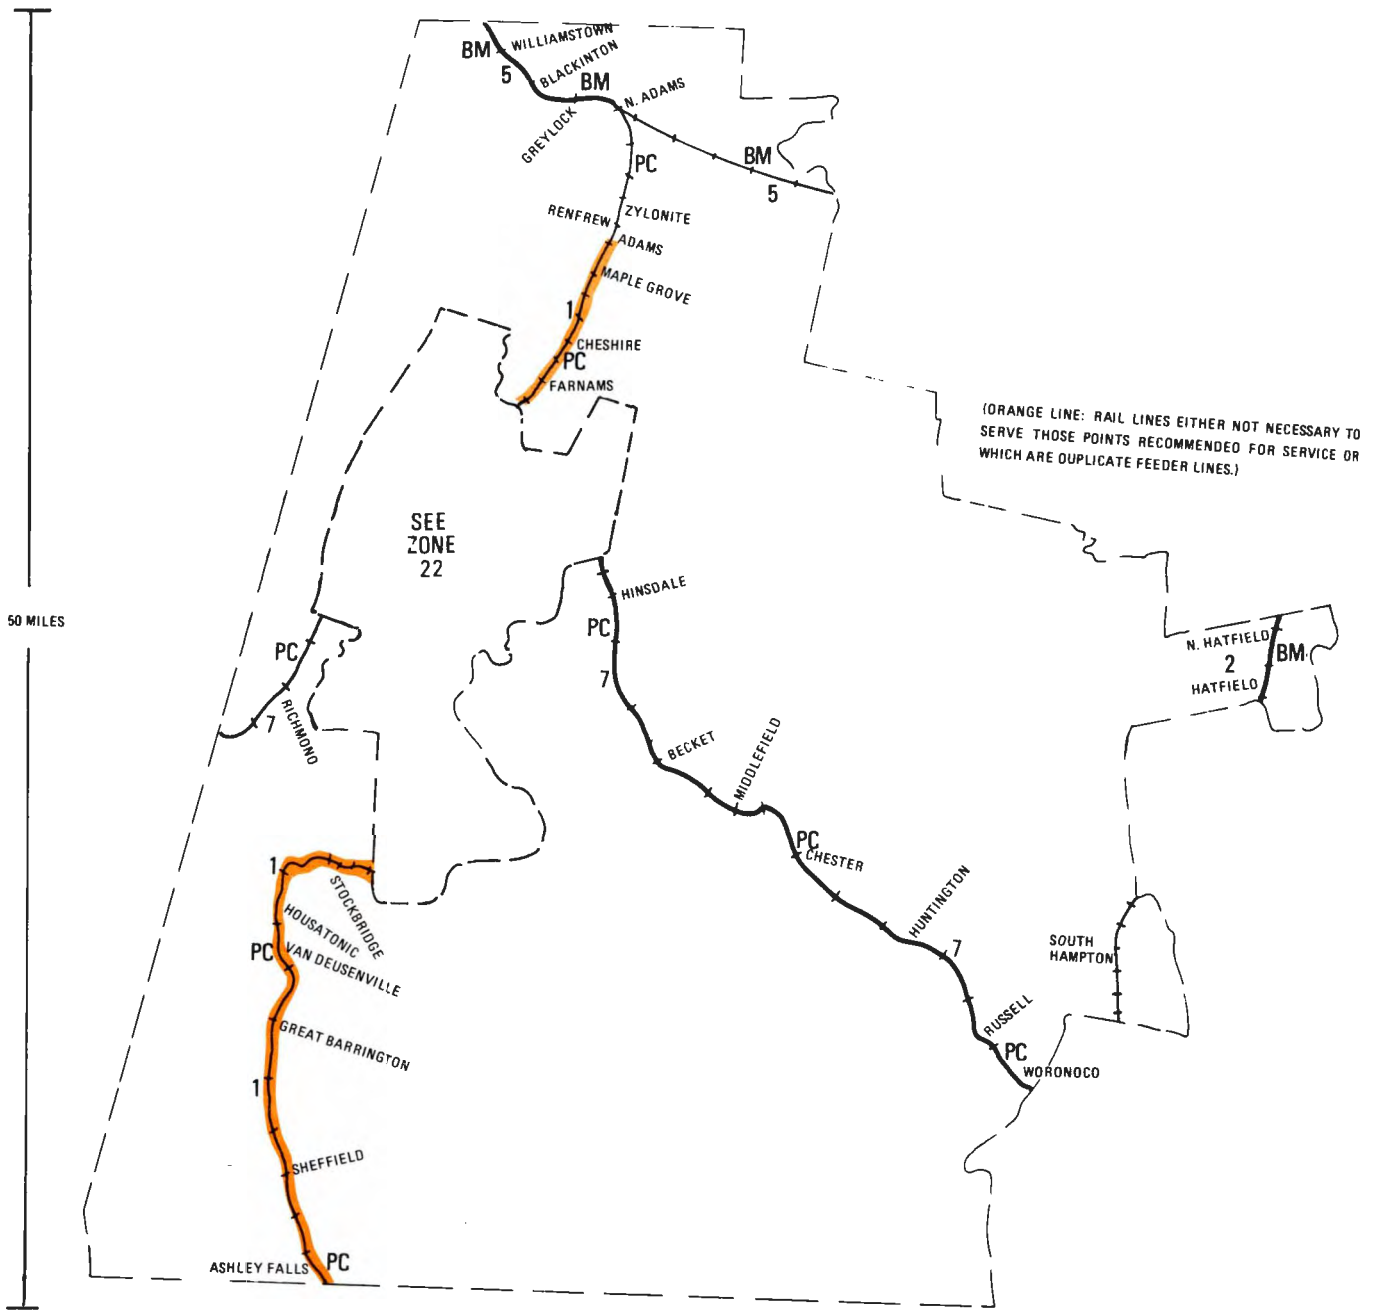 WILLIAMSTOWN
BM
5
BLACKINTON
BM
GREYLOCK
N. ADAMS
BM
5
PC
ZYLONITE
RENFREW
ADAMS
MAPLE GROVE
1
CHESHIRE
PC
FARNAMS
(ORANGE LINE: RAIL LINES EITHER NOT NECESSARY TO
SERVE THOSE POINTS RECOMMENDED FOR SERVICE OR
WHICH ARE DUPLICATE FEEDER LINES.)
SEE
ZONE
22
50 MILES
HINSDALE
PC
7
PC
RICHMOND
7
N. HATFIELD
2
BM
HATFIELD
BECKET
MIDDLEFIELD
PC
CHESTER
HUNTINGTON
7
1
STOCKBRIDGE
HOUSATONIC
PC
VAN DEUSENVILLE
SOUTH
HAMPTON
GREAT BARRINGTON
RUSSELL
PC
WORONOCO
1
SHEFFIELD
ASHLEY FALLS
PC